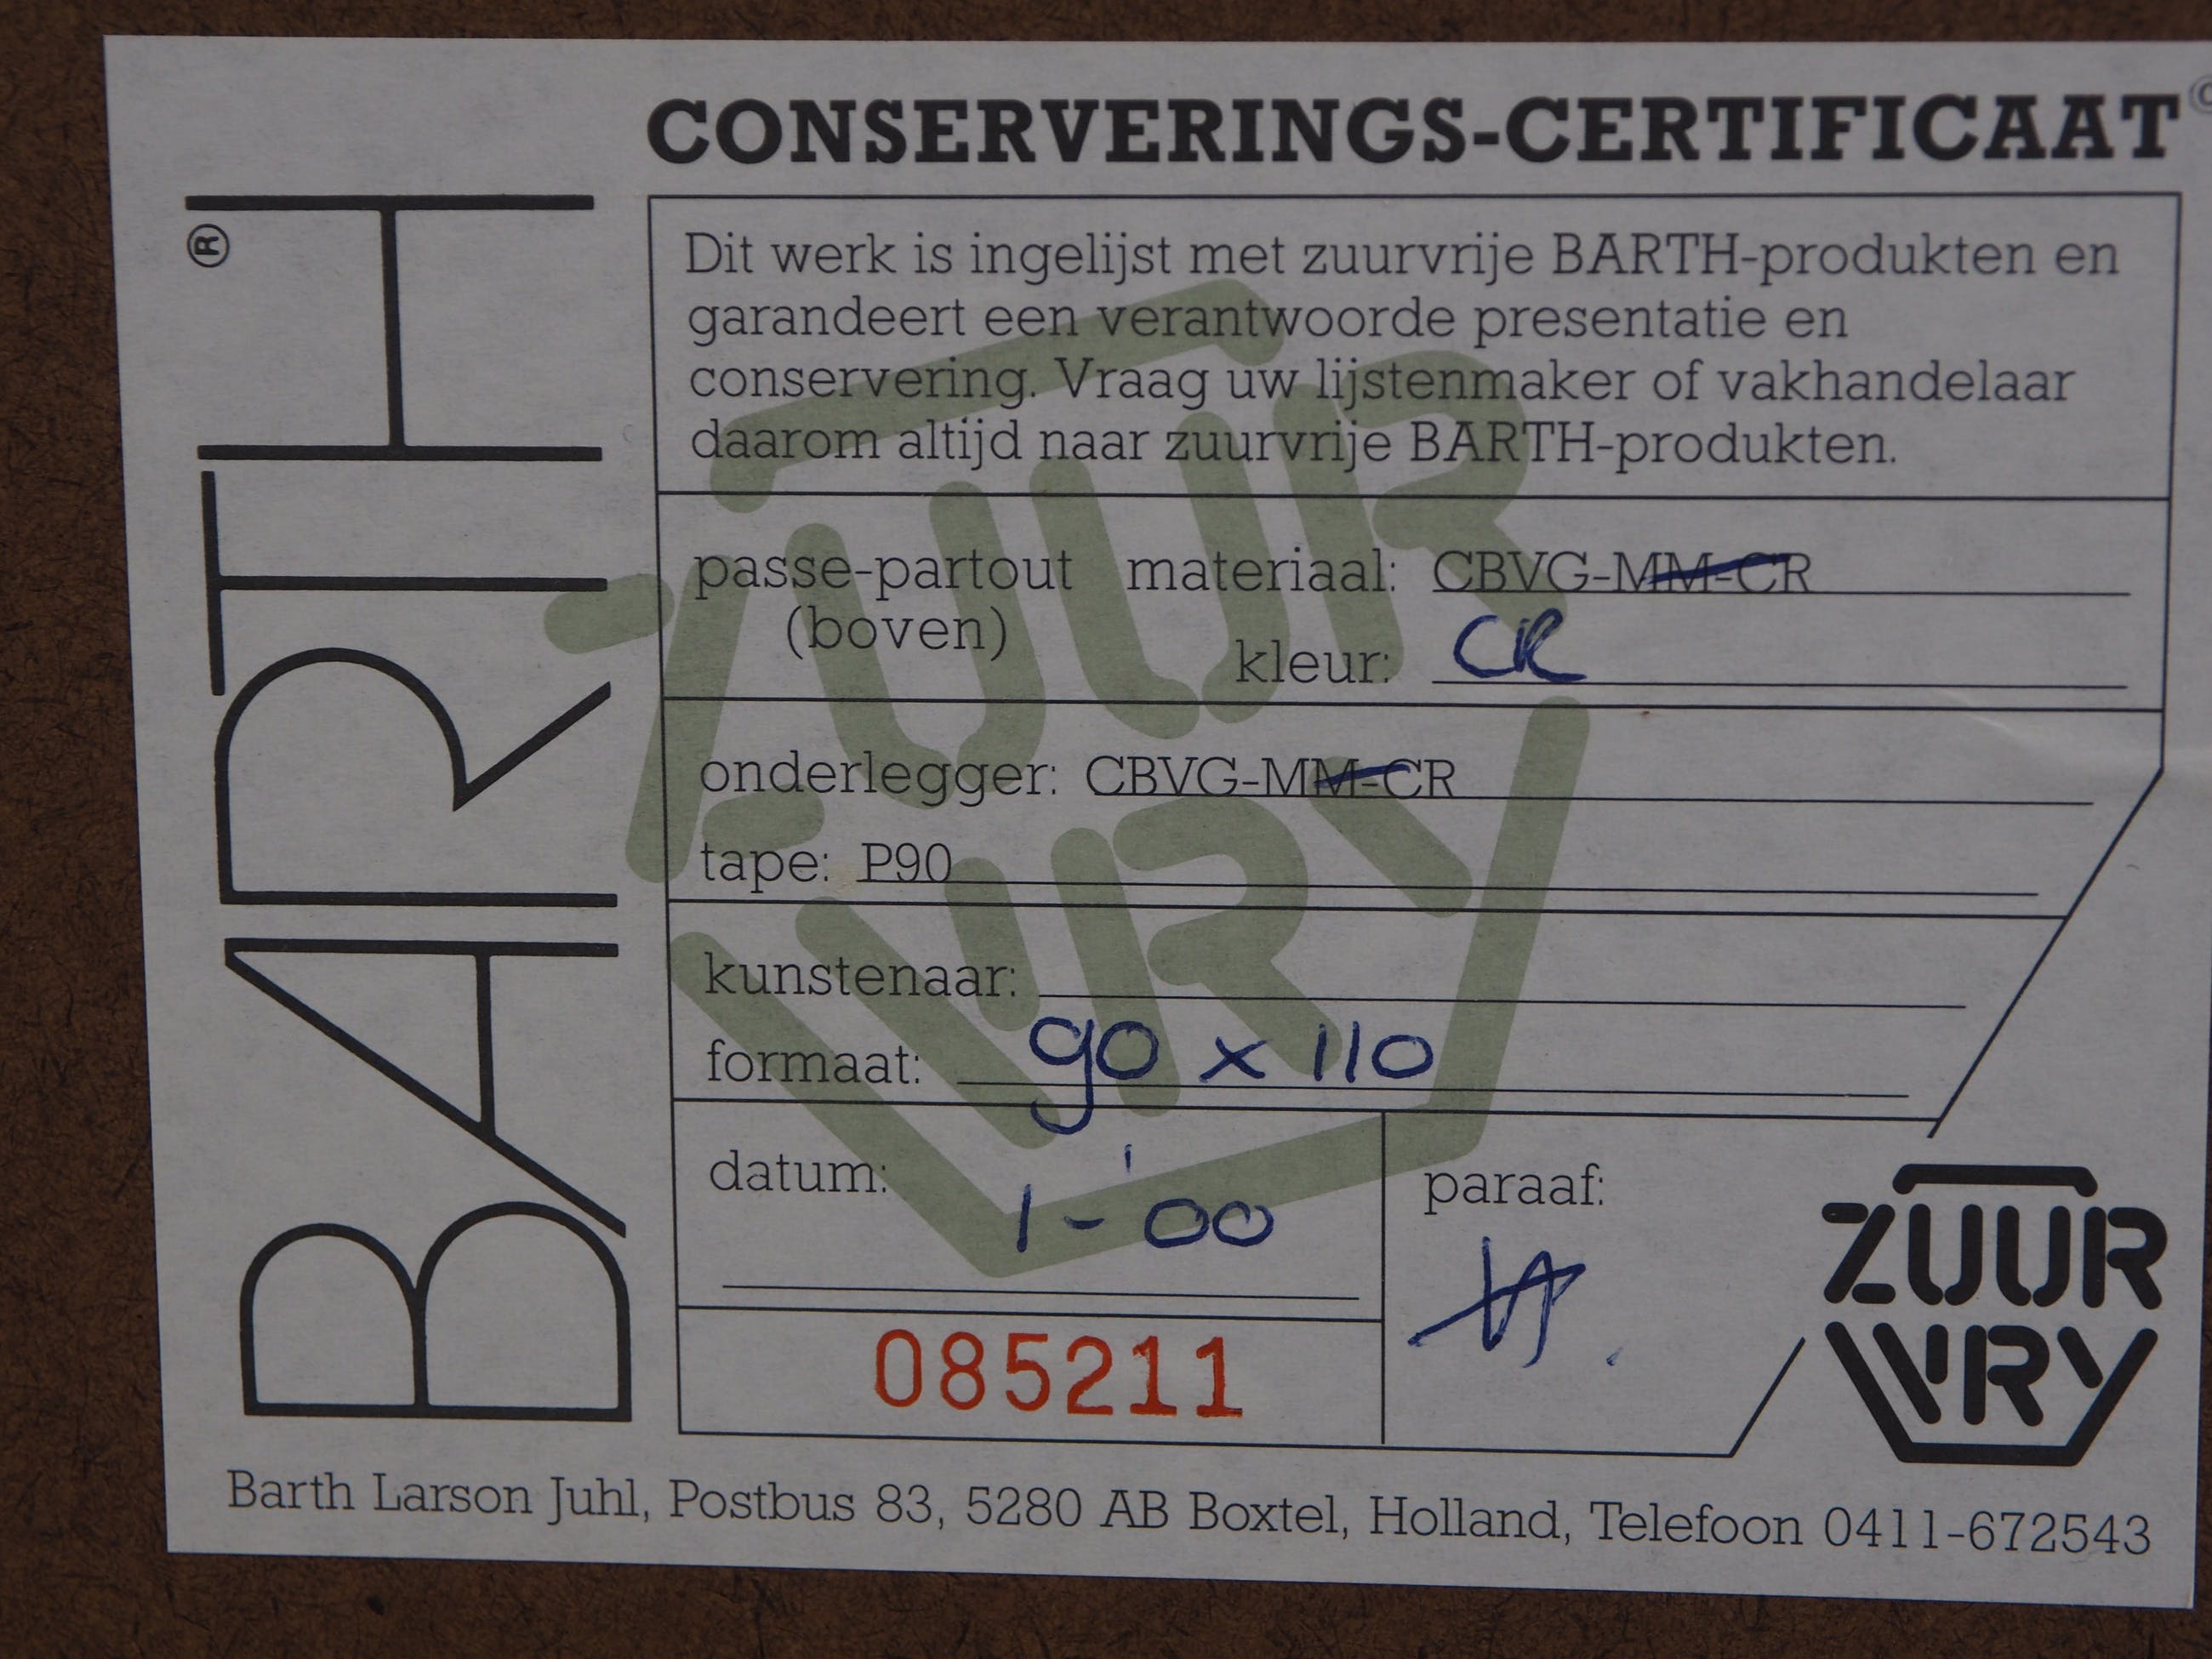 CONSERVERINGS-CERTIFICAAT©
BARTH®
Dit werk is ingelijst met zuurvrije BARTH-produkten en
garandeert een verantwoorde presentatie en
conservering. Vraag uw lijstenmaker of vakhandelaar
daarom altijd naar zuurvrije BARTH-produkten.
passe-partout materiaal: CBVG-MM-CR
(boven)
kleur: CR
onderlegger: CBVG-MM-CR
tape: P90
kunstenaar:
formaat: 90 x 110
datum: 1-'00
paraaf:
085211
ZUUR
VRY
ZUUR
VRY
Barth Larson Juhl, Postbus 83, 5280 AB Boxtel, Holland, Telefoon 0411-672543